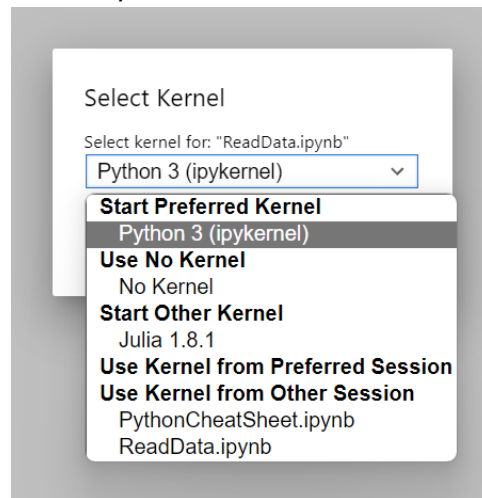 Select Kernel
Select kernel for: "ReadData.ipynb"
Python 3 (ipykernel)
Start Preferred Kernel
Python 3 (ipykernel)
Use No Kernel
No Kernel
Start Other Kernel
Julia 1.8.1
Use Kernel from Preferred Session
Use Kernel from Other Session
PythonCheatSheet.ipynb
ReadData.ipynb